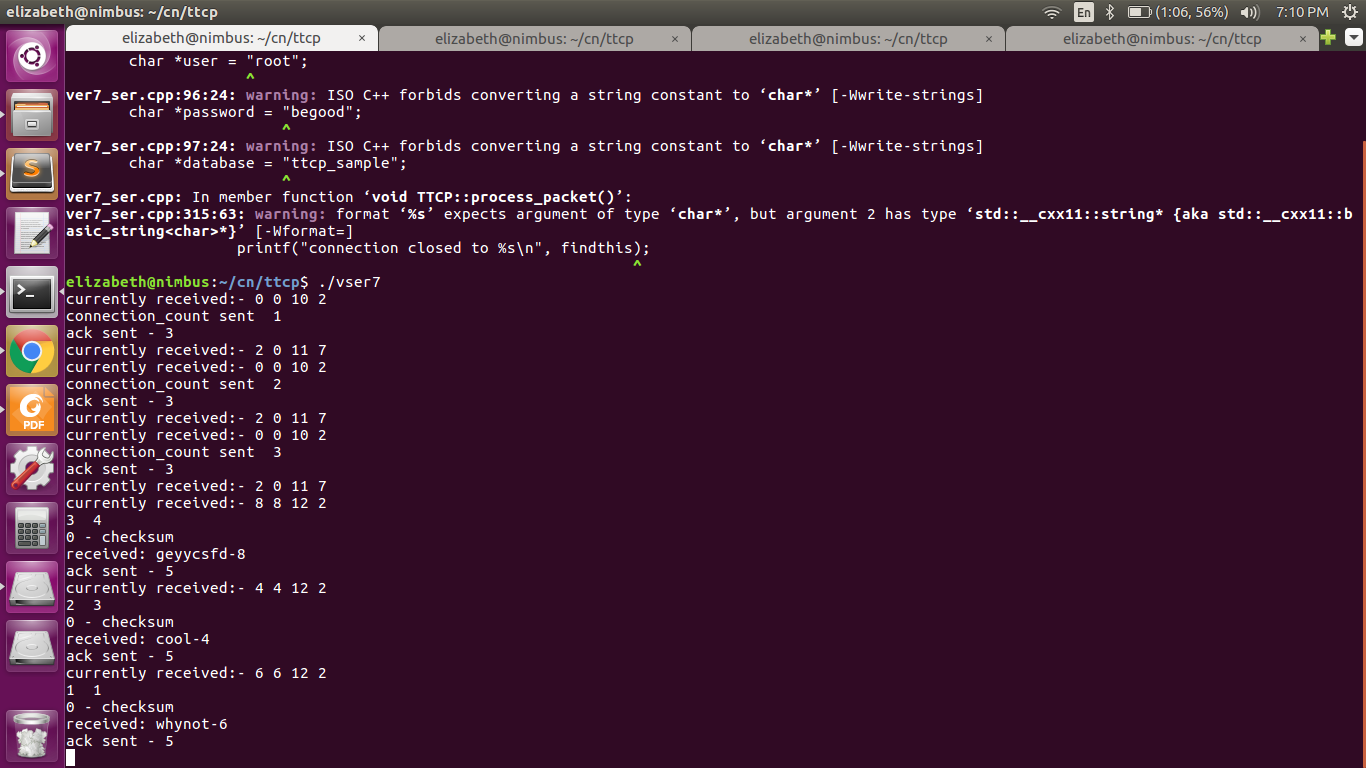 elizabeth@nimbus: ~/cn/ttcp
En
(1:06, 56%)
7:10 PM
elizabeth@nimbus: ~/cn/ttcp × elizabeth@nimbus: ~/cn/ttcp × elizabeth@nimbus: ~/cn/ttcp × elizabeth@nimbus: ~/cn/ttcp ×
char *user = "root";
^
ver7_ser.cpp:96:24: warning: ISO C++ forbids converting a string constant to ‘char*’ [-Wwrite-strings]
char *password = "begood";
^
ver7_ser.cpp:97:24: warning: ISO C++ forbids converting a string constant to ‘char*’ [-Wwrite-strings]
char *database = "ttcp_sample";
^
ver7_ser.cpp: In member function ‘void TTCP::process_packet()’:
ver7_ser.cpp:315:63: warning: format ‘%s’ expects argument of type ‘char*’, but argument 2 has type ‘std::__cxx11::string* {aka std::__cxx11::b
asic_string<char>*}’ [-Wformat=]
printf("connection closed to %s\n", findthis);
^
elizabeth@nimbus:~/cn/ttcp$ ./vser7
currently received:- 0 0 10 2
connection_count sent  1
ack sent - 3
currently received:- 2 0 11 7
currently received:- 0 0 10 2
connection_count sent  2
ack sent - 3
currently received:- 2 0 11 7
currently received:- 0 0 10 2
connection_count sent  3
ack sent - 3
currently received:- 2 0 11 7
currently received:- 8 8 12 2
3  4
0 - checksum
received: geyycsfd-8
ack sent - 5
currently received:- 4 4 12 2
2  3
0 - checksum
received: cool-4
ack sent - 5
currently received:- 6 6 12 2
1  1
0 - checksum
received: whynot-6
ack sent - 5
PDF